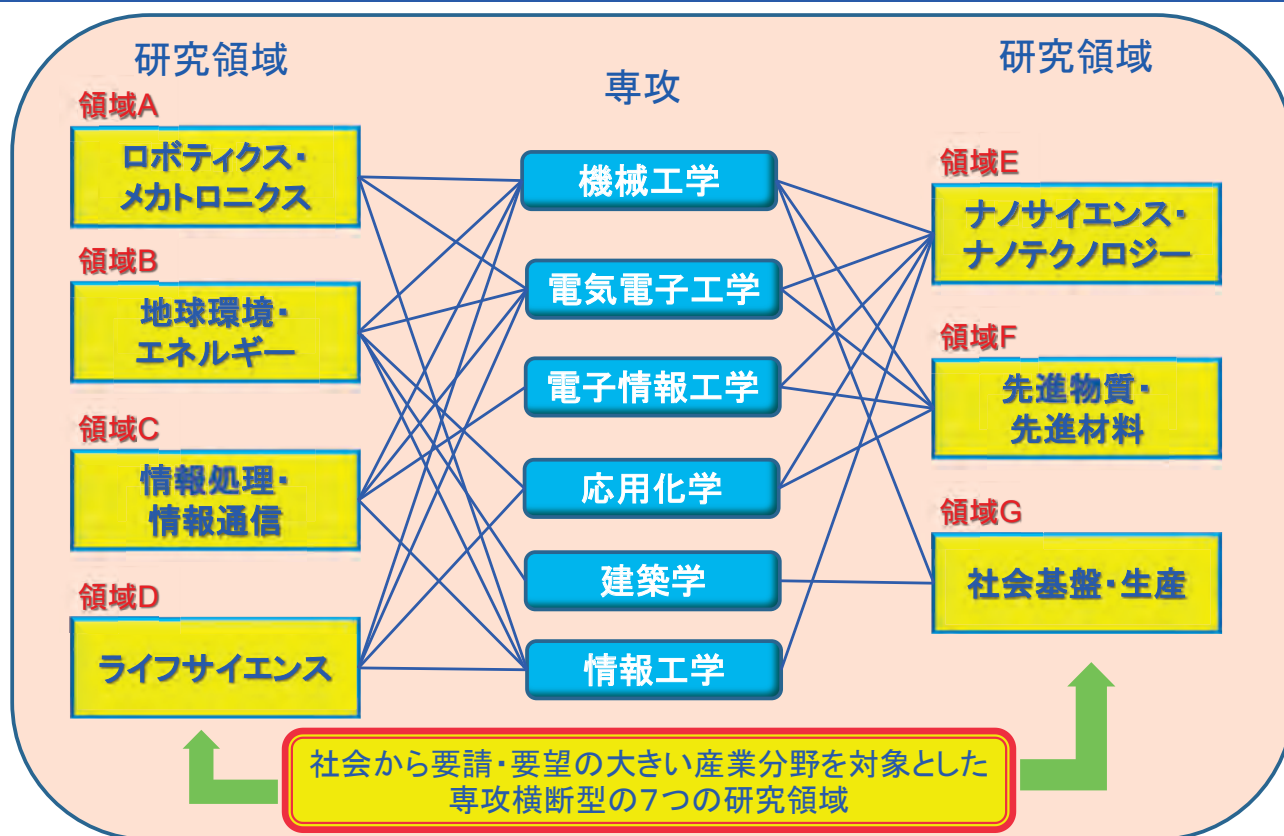 研究領域
領域A
ロボティクス・
メカトロニクス
領域B
地球環境・
エネルギー
領域C
情報処理・
情報通信
領域D
ライフサイエンス
専攻
機械工学
電気電子工学
電子情報工学
応用化学
建築学
情報工学
研究領域
領域E
ナノサイエンス・
ナノテクノロジー
領域F
先進物質・
先進材料
領域G
社会基盤・生産
社会から要請・要望の大きい産業分野を対象とした
専攻横断型の7つの研究領域